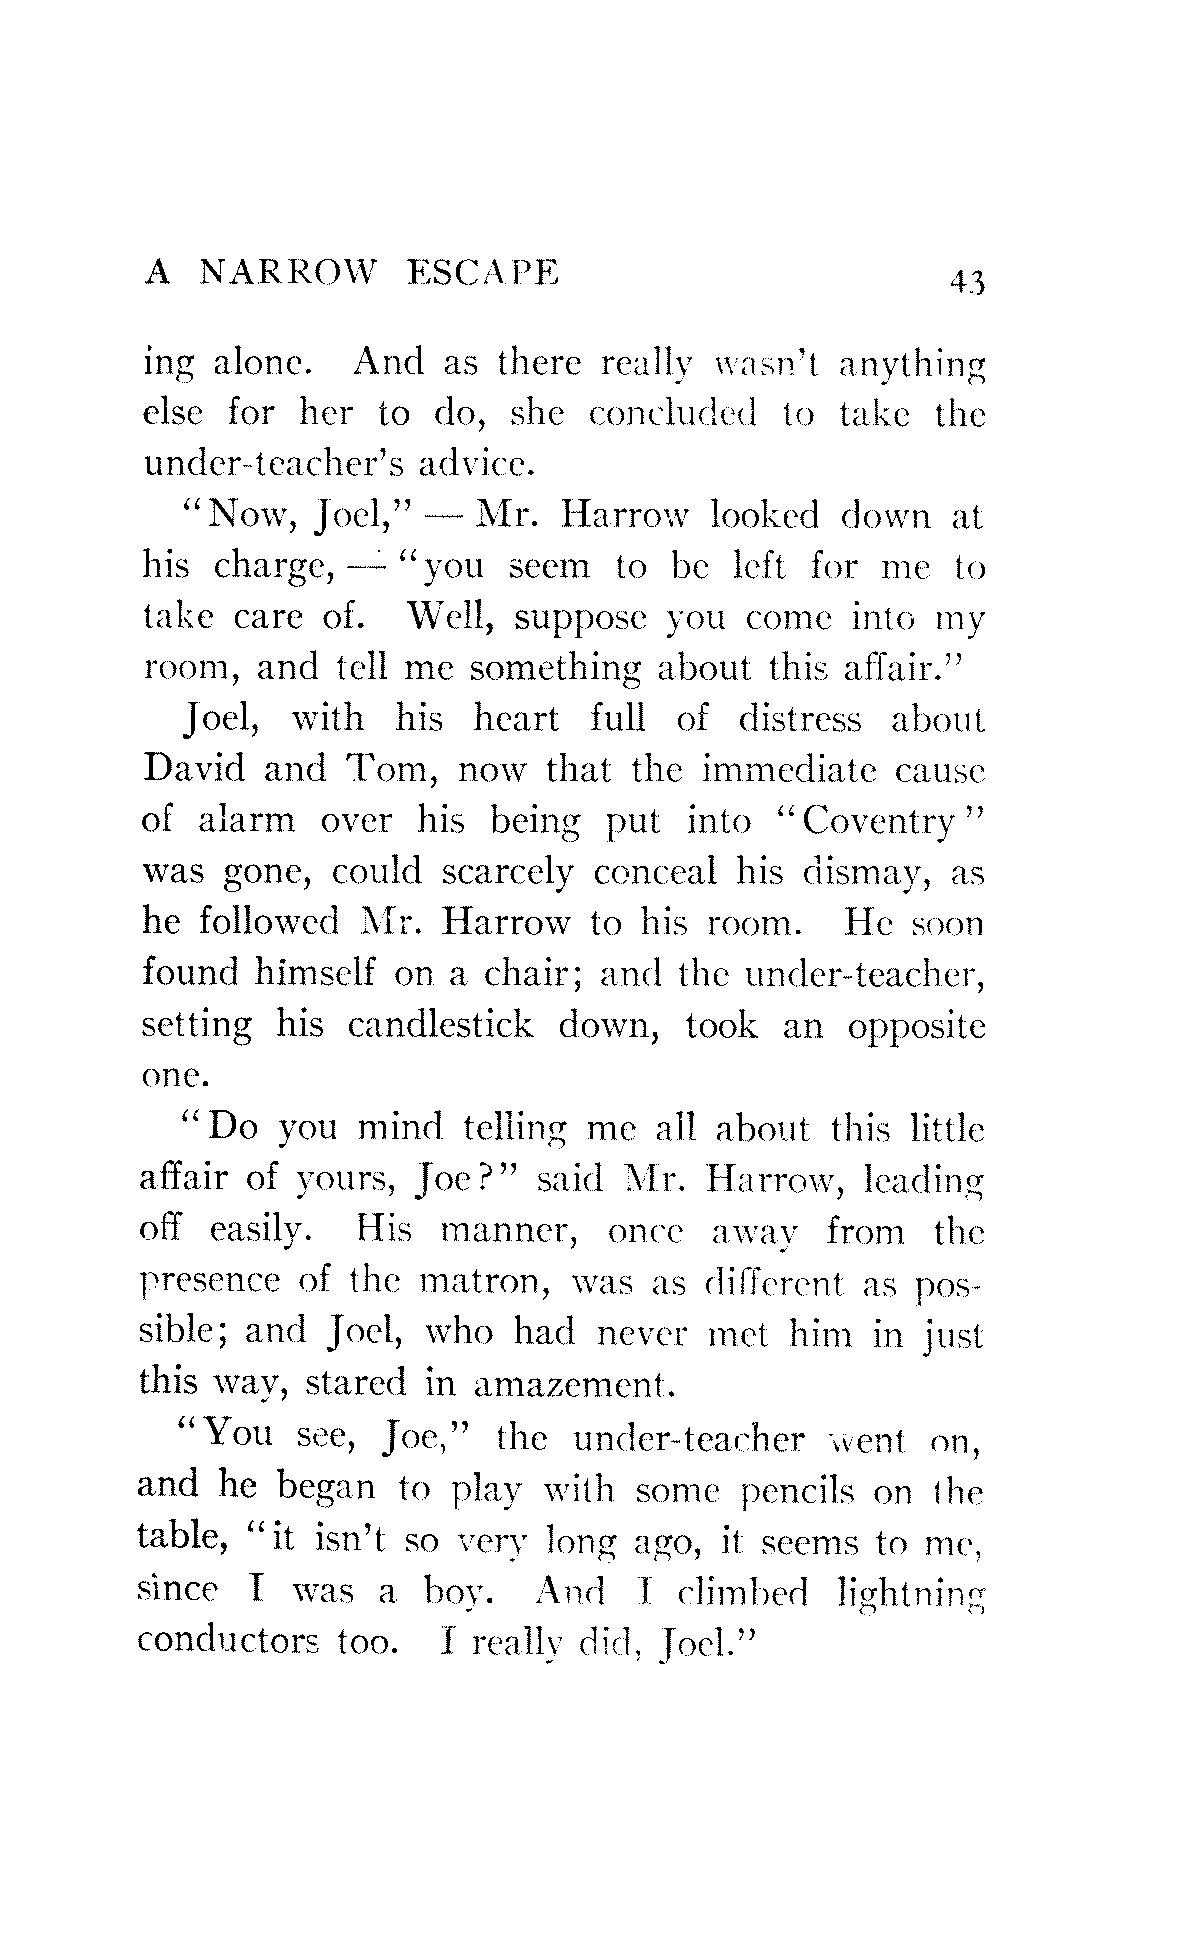 A NARROW ESCAPE 43
ing alone. And as there really wasn't anything
else for her to do, she concluded to take the
under-teacher's advice.
"Now, Joel," — Mr. Harrow looked down at
his charge, — "you seem to be left for me to
take care of. Well, suppose you come into my
room, and tell me something about this affair."
Joel, with his heart full of distress about
David and Tom, now that the immediate cause
of alarm over his being put into "Coventry"
was gone, could scarcely conceal his dismay, as
he followed Mr. Harrow to his room. He soon
found himself on a chair; and the under-teacher,
setting his candlestick down, took an opposite
one.
"Do you mind telling me all about this little
affair of yours, Joe?" said Mr. Harrow, leading
off easily. His manner, once away from the
presence of the matron, was as different as pos-
sible; and Joel, who had never met him in just
this way, stared in amazement.
"You see, Joe," the under-teacher went on,
and he began to play with some pencils on the
table, "it isn't so very long ago, it seems to me,
since I was a boy. And I climbed lightning
conductors too. I really did, Joel."